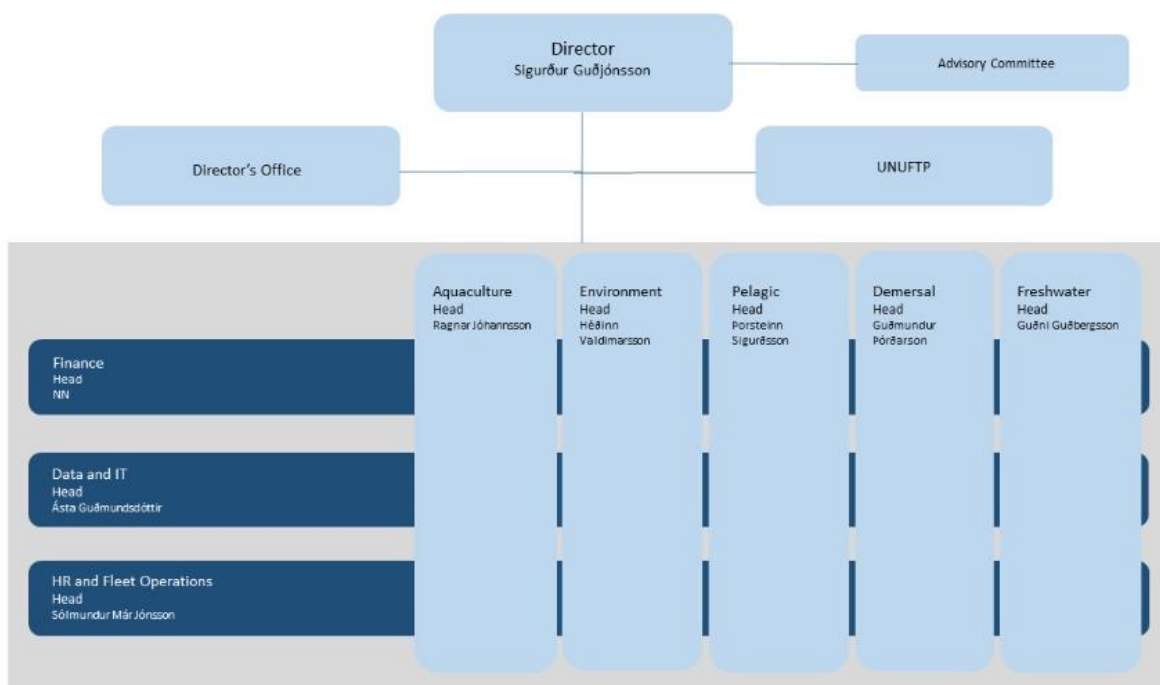 Director
Sigurður Guðjónsson
Advisory Committee
Director's Office
UNUFTP
Aquaculture
Head
Ragnar Jóhannsson
Environment
Head
Héðinn
Valdimarsson
Pelagic
Head
Þorsteinn
Sigurðsson
Demersal
Head
Guðmundur
Þórðarson
Freshwater
Head
Guðni Guðbergsson
Finance
Head
NN
Data and IT
Head
Ásta Guðmundsdóttir
HR and Fleet Operations
Head
Sólmundur Már Jónsson